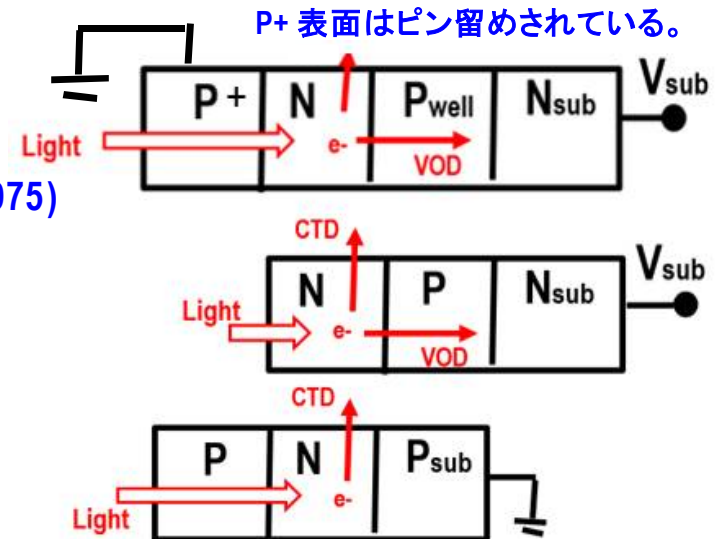 P+ 表面はピン留めされている。
P+ N Pwell Nsub Vsub
Light e- VOD
975)
CTD
N P Nsub Vsub
Light e- VOD
CTD
P N Psub
Light e-